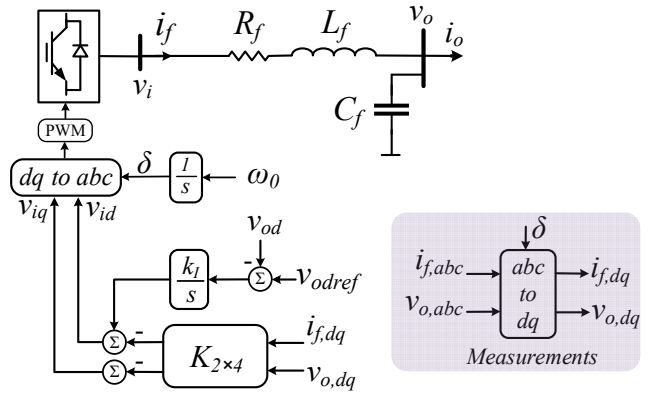 i_f
R_f
L_f
v_o
i_o
v_i
C_f
PWM
dq to abc
δ
1/s
ω_0
v_iq
v_id
v_od
-
k_I/s
Σ
v_odref
Σ
-
Σ
-
K_2×4
i_f,dq
v_o,dq
δ
i_f,abc
v_o,abc
abc
to
dq
i_f,dq
v_o,dq
Measurements